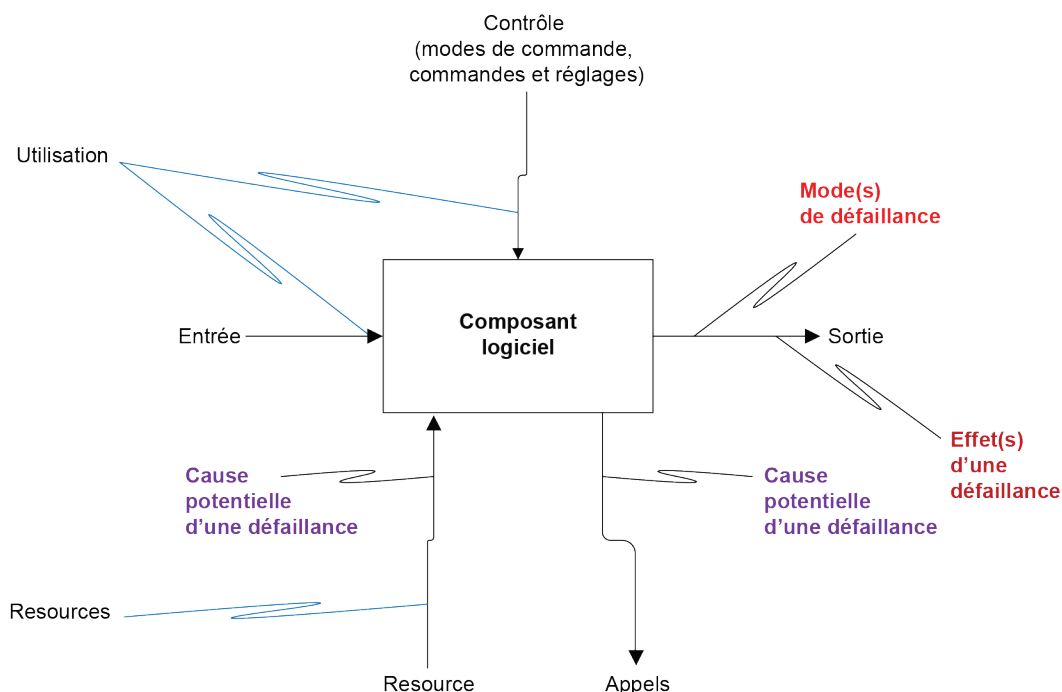 Contrôle
(modes de commande,
commandes et réglages)
Utilisation
Mode(s)
de défaillance
Entrée
Composant
logiciel
Sortie
Effet(s)
d’une
défaillance
Cause
potentielle
d’une défaillance
Cause
potentielle
d’une défaillance
Resources
Resource
Appels